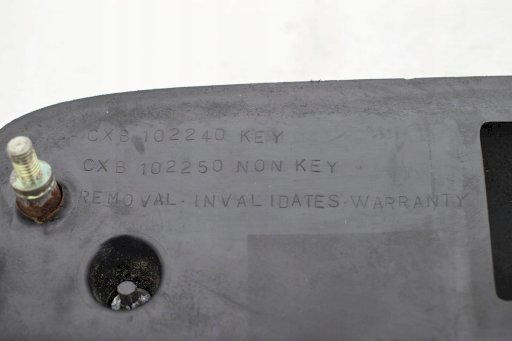 CXB 102240 KEY
CXB 102250 NON KEY
REMOVAL-INVALIDATES-WARRANTY